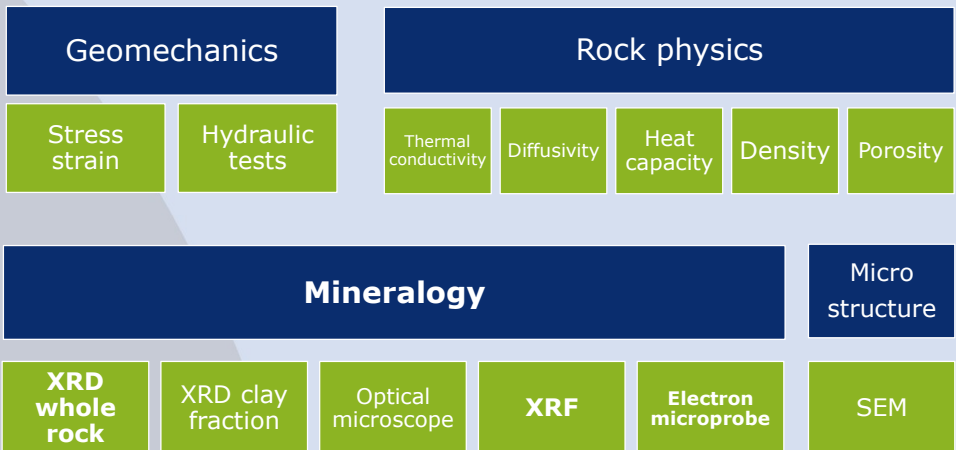 Geomechanics
Rock physics
Stress
strain
Hydraulic
tests
Thermal
conductivity
Diffusivity
Heat
capacity
Density
Porosity
Mineralogy
Micro
structure
XRD
whole
rock
XRD clay
fraction
Optical
microscope
XRF
Electron
microprobe
SEM